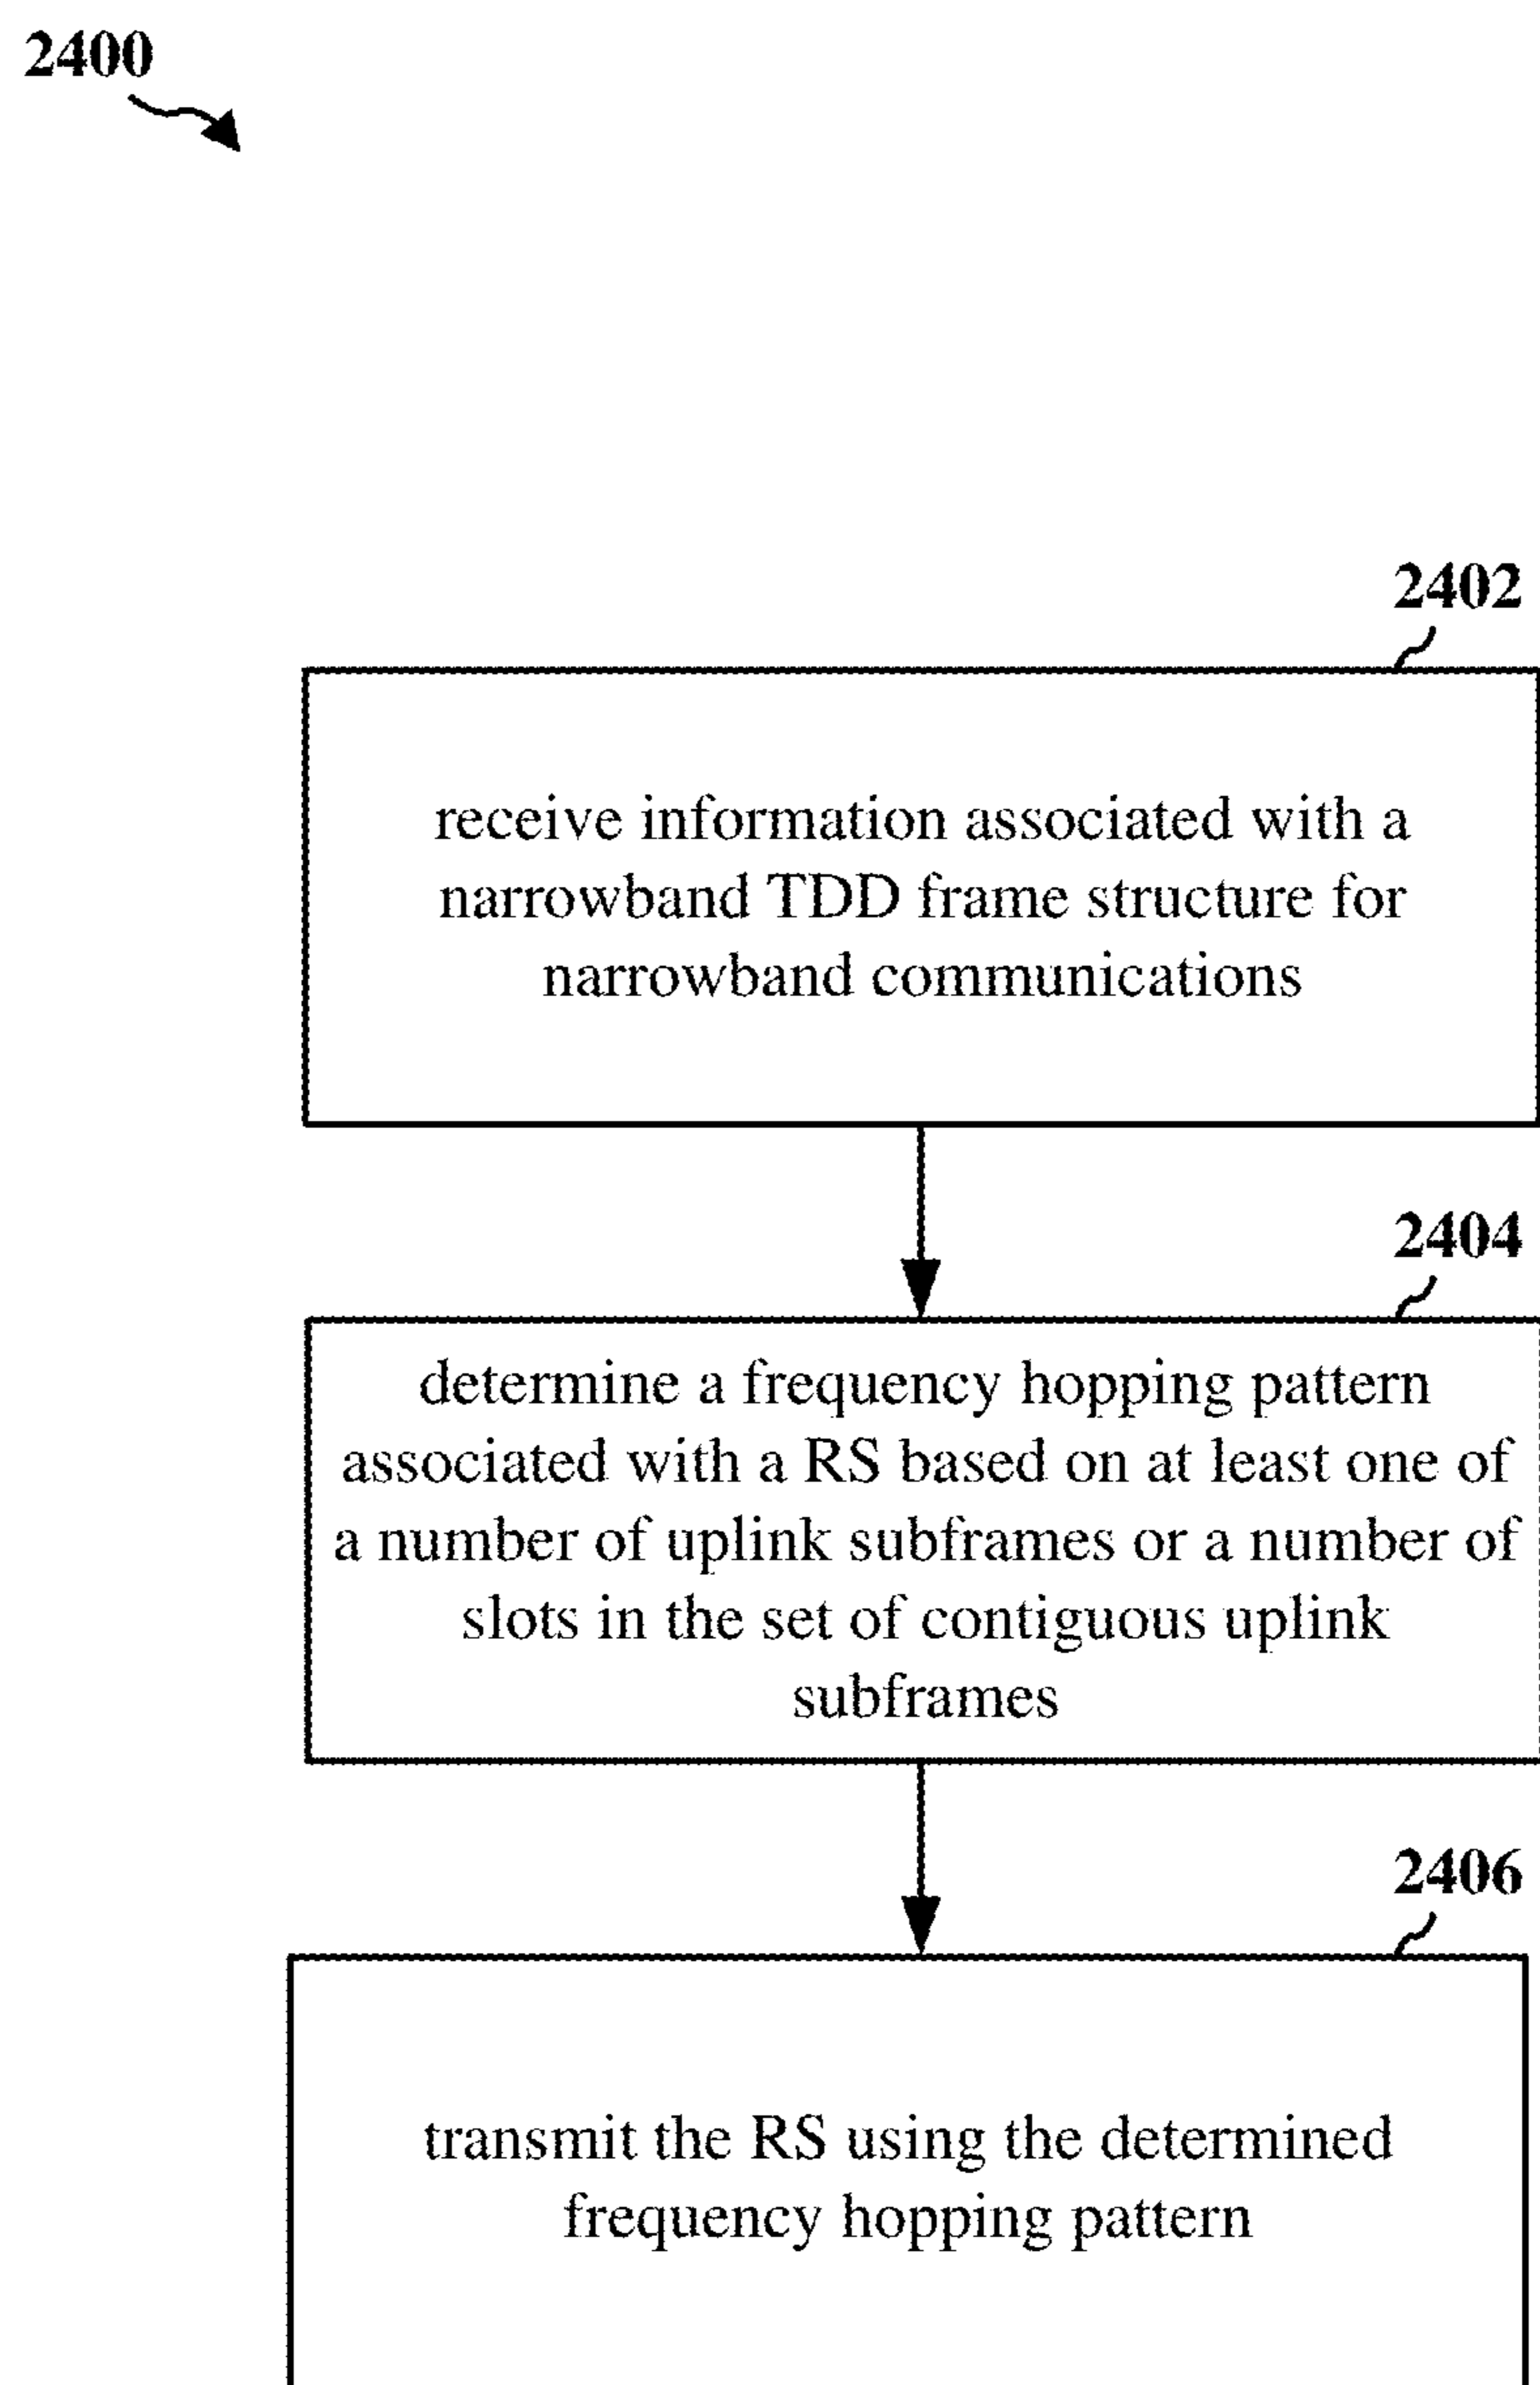 2400
2402
receive information associated with a
narrowband TDD frame structure for
narrowband communications
2404
determine a frequency hopping pattern
associated with a RS based on at least one of
a number of uplink subframes or a number of
slots in the set of contiguous uplink
subframes
2406
transmit the RS using the determined
frequency hopping pattern